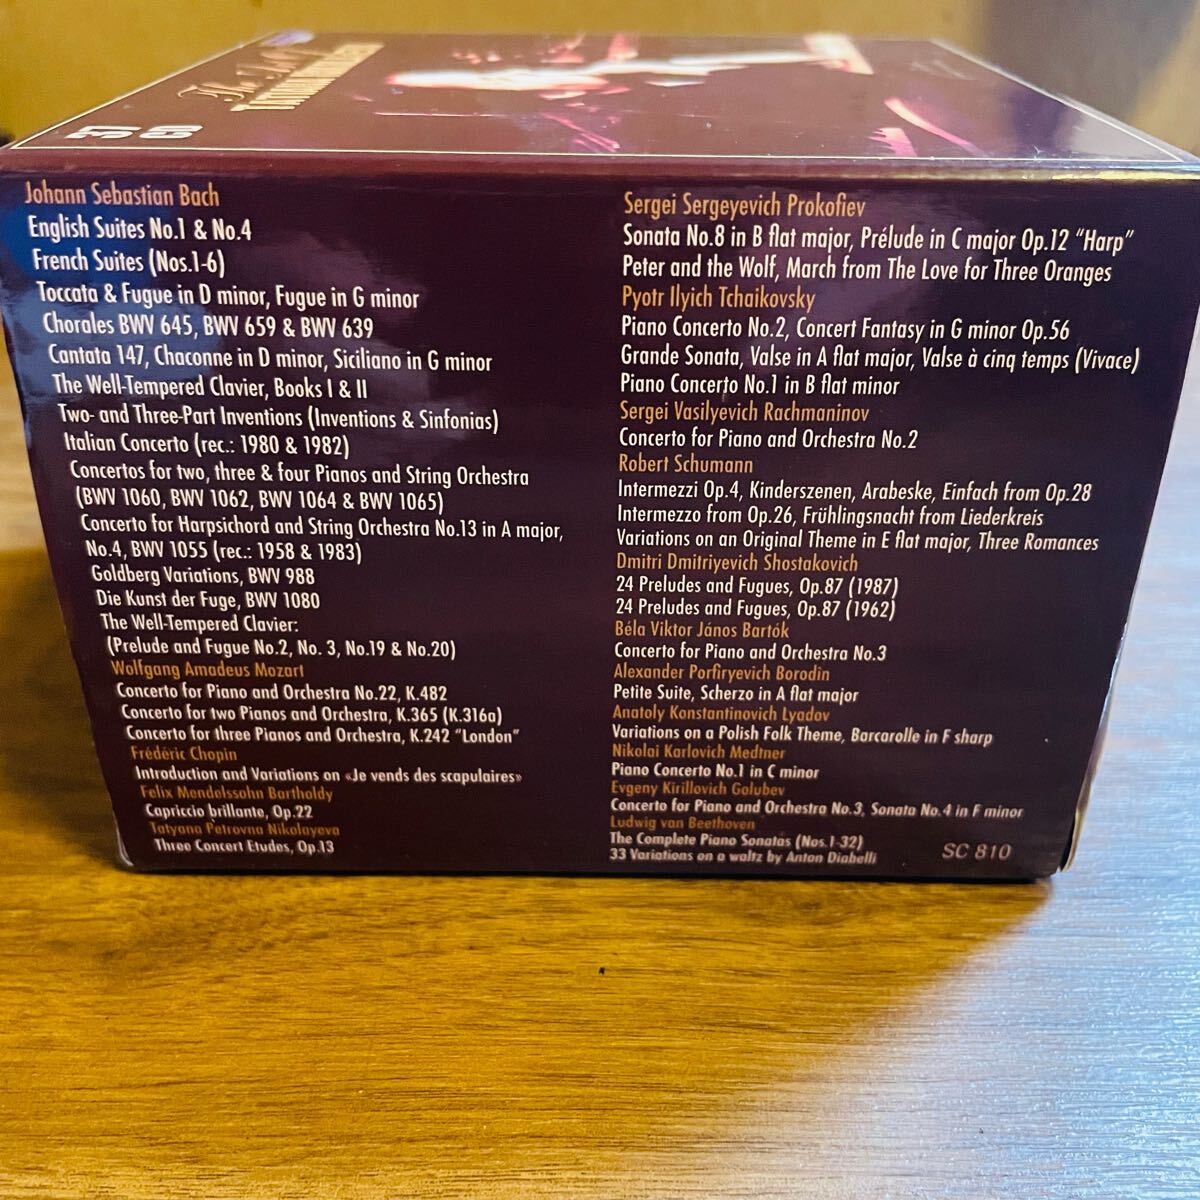 The Art of
TATIANA NIKOLAYEVA
37
CD
Johann Sebastian Bach
English Suites No.1 & No.4
French Suites (Nos.1-6)
Toccata & Fugue in D minor, Fugue in G minor
Chorales BWV 645, BWV 659 & BWV 639
Cantata 147, Chaconne in D minor, Siciliano in G minor
The Well-Tempered Clavier, Books I & II
Two- and Three-Part Inventions (Inventions & Sinfonias)
Italian Concerto (rec.: 1980 & 1982)
Concertos for two, three & four Pianos and String Orchestra
(BWV 1060, BWV 1062, BWV 1064 & BWV 1065)
Concerto for Harpsichord and String Orchestra No.13 in A major,
No.4, BWV 1055 (rec.: 1958 & 1983)
Goldberg Variations, BWV 988
Die Kunst der Fuge, BWV 1080
The Well-Tempered Clavier:
(Prelude and Fugue No.2, No. 3, No.19 & No.20)
Wolfgang Amadeus Mozart
Concerto for Piano and Orchestra No.22, K.482
Concerto for two Pianos and Orchestra, K.365 (K.316a)
Concerto for three Pianos and Orchestra, K.242 "London"
Frédéric Chopin
Introduction and Variations on «Je vends des scapulaires»
Felix Mendelssohn Bartholdy
Capriccio brillante, Op.22
Tatyana Petrovna Nikolayeva
Three Concert Etudes, Op.13
Sergei Sergeyevich Prokofiev
Sonata No.8 in B flat major, Prélude in C major Op.12 "Harp"
Peter and the Wolf, March from The Love for Three Oranges
Pyotr Ilyich Tchaikovsky
Piano Concerto No.2, Concert Fantasy in G minor Op.56
Grande Sonata, Valse in A flat major, Valse à cinq temps (Vivace)
Piano Concerto No.1 in B flat minor
Sergei Vasilyevich Rachmaninov
Concerto for Piano and Orchestra No.2
Robert Schumann
Intermezzi Op.4, Kinderszenen, Arabeske, Einfach from Op.28
Intermezzo from Op.26, Frühlingsnacht from Liederkreis
Variations on an Original Theme in E flat major, Three Romances
Dmitri Dmitriyevich Shostakovich
24 Preludes and Fugues, Op.87 (1987)
24 Preludes and Fugues, Op.87 (1962)
Béla Viktor János Bartók
Concerto for Piano and Orchestra No.3
Alexander Porfiryevich Borodin
Petite Suite, Scherzo in A flat major
Anatoly Konstantinovich Lyadov
Variations on a Polish Folk Theme, Barcarolle in F sharp
Nikolai Karlovich Medtner
Piano Concerto No.1 in C minor
Evgeny Kirillovich Golubev
Concerto for Piano and Orchestra No.3, Sonata No.4 in F minor
Ludwig van Beethoven
The Complete Piano Sonatas (Nos.1-32)
33 Variations on a waltz by Anton Diabelli
SC 810